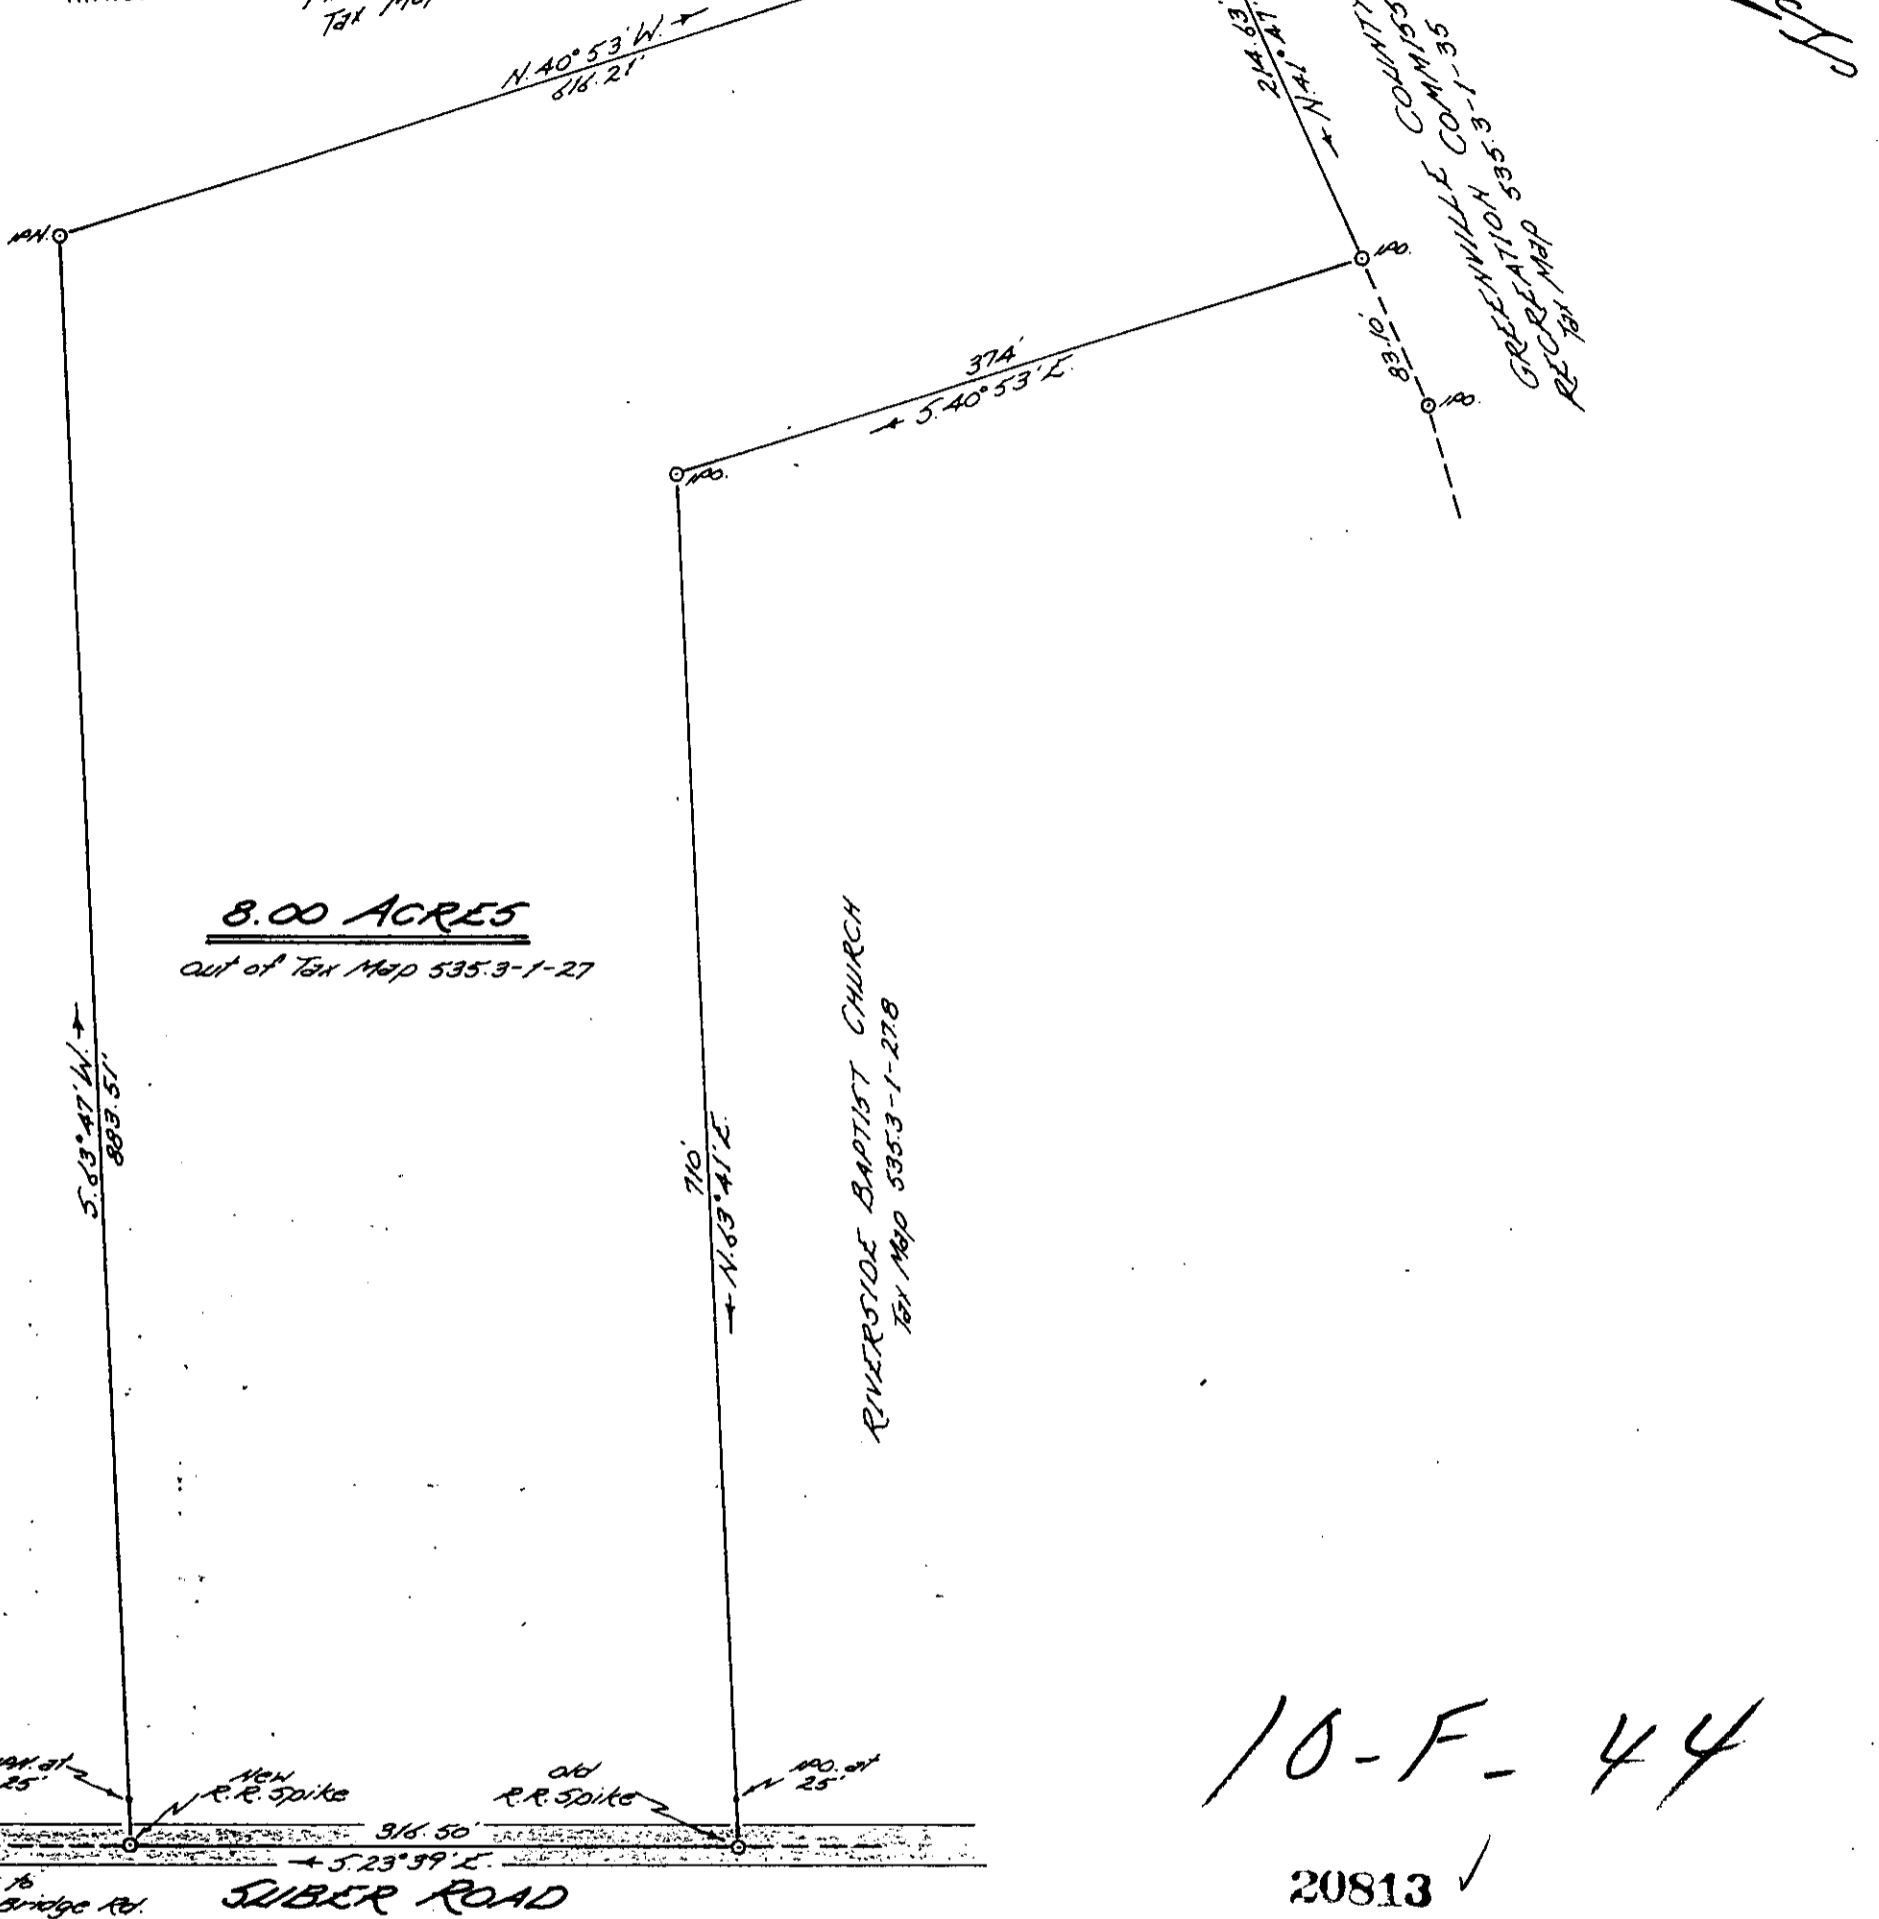 Tax Map
N.40°53'W.
616.21'
214.63'
N.41°47'
GREENVILLE COUNTY
RECREATION COMMISS
Tax Map 535.3-1-35
I.P.N.
I.P.O.
83.10'
I.P.O.
374'
S.40°53'E.
I.P.O.
8.00 ACRES
Out of Tax Map 535.3-1-27
S.63°47'W.
883.51'
710'
N.63°41'E.
RIVERSIDE BAPTIST CHURCH
Tax Map 535.3-1-27.8
I.P.N. at
25'
New
R.R. Spike
Old
R.R. Spike
I.P.O. at
25'
316.50'
S.23°39'E.
to
Bridge Rd.
SUBER ROAD
10-F-44
20813